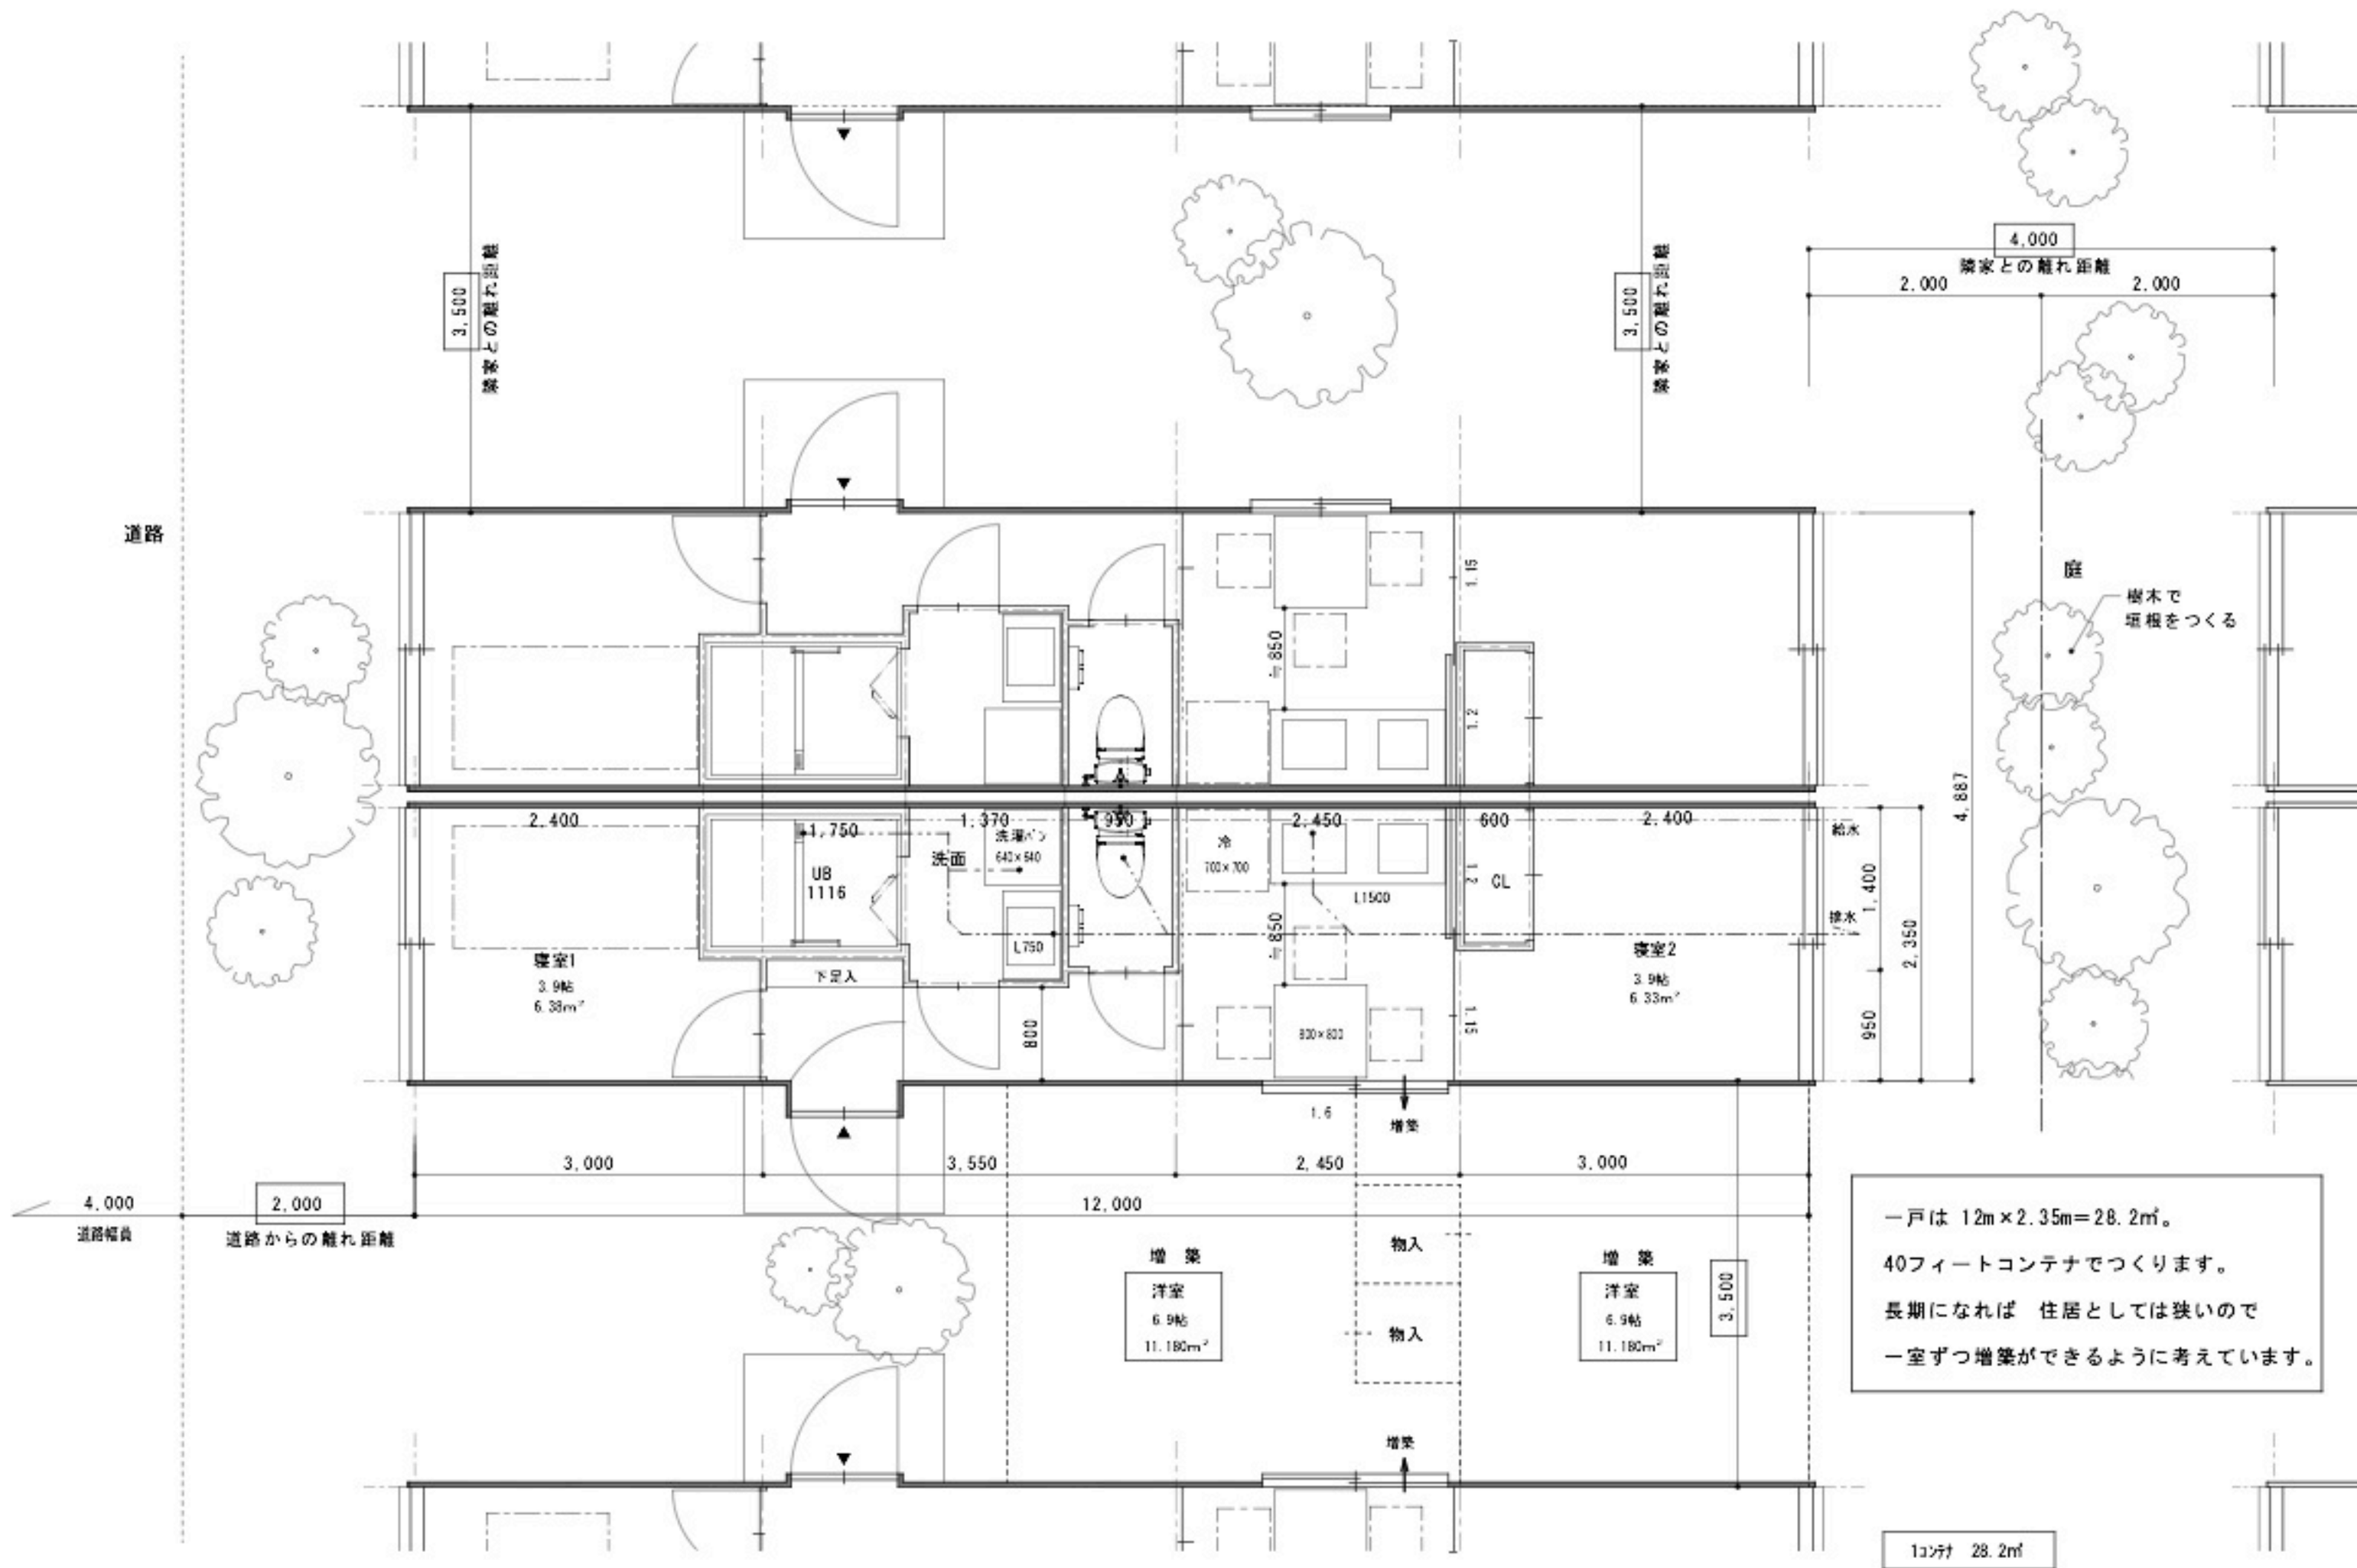 4,000
隣家との離れ距離
2,000
2,000
3,500
隣家との離れ距離
3,500
隣家との離れ距離
道路
庭
樹木で
垣根をつくる
1.15
≒850
1.2
4,887
2,400
1,750
1,370
950
2,450
600
2,400
給水
洗濯パン
640×640
洗面
UB
1116
冷
700×700
1.2
CL
L1500
1,400
排水
2,350
L750
≒850
寝室1
3.9帖
6.38m²
下足入
寝室2
3.9帖
6.33m²
800
800×800
1.15
950
1.6
増築
3,000
3,550
2,450
3,000
4,000
道路幅員
2,000
道路からの離れ距離
12,000
増 築
洋室
6.9帖
11.180m²
物入
物入
増 築
洋室
6.9帖
11.180m²
3,500
増築
一戸は 12m×2.35m=28.2㎡。
40フィートコンテナでつくります。
長期になれば 住居としては狭いので
一室ずつ増築ができるように考えています。
1コンテナ 28.2㎡